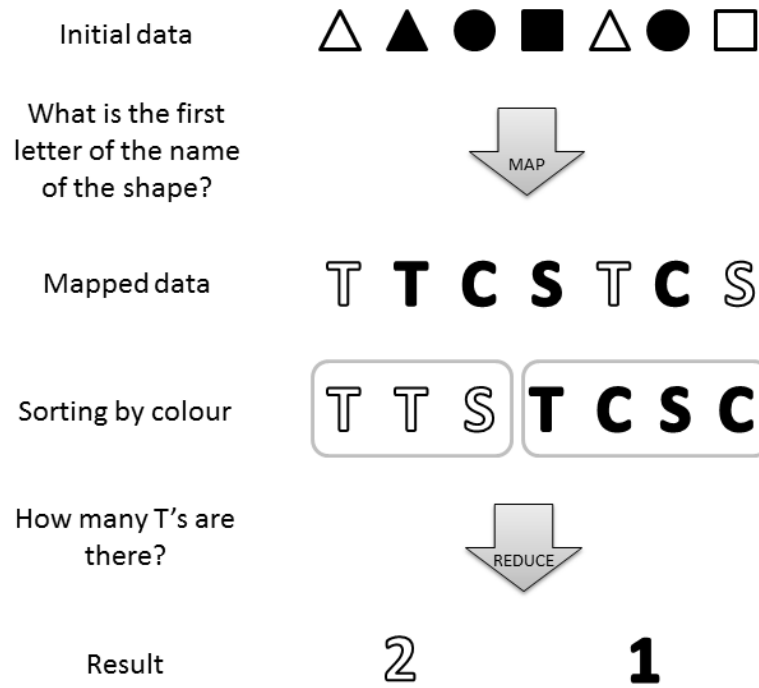 Initial data
What is the first
letter of the name
of the shape?
MAP
Mapped data
T T C S T C S
Sorting by colour
T T S T C S C
How many T’s are
there?
REDUCE
Result
2 1